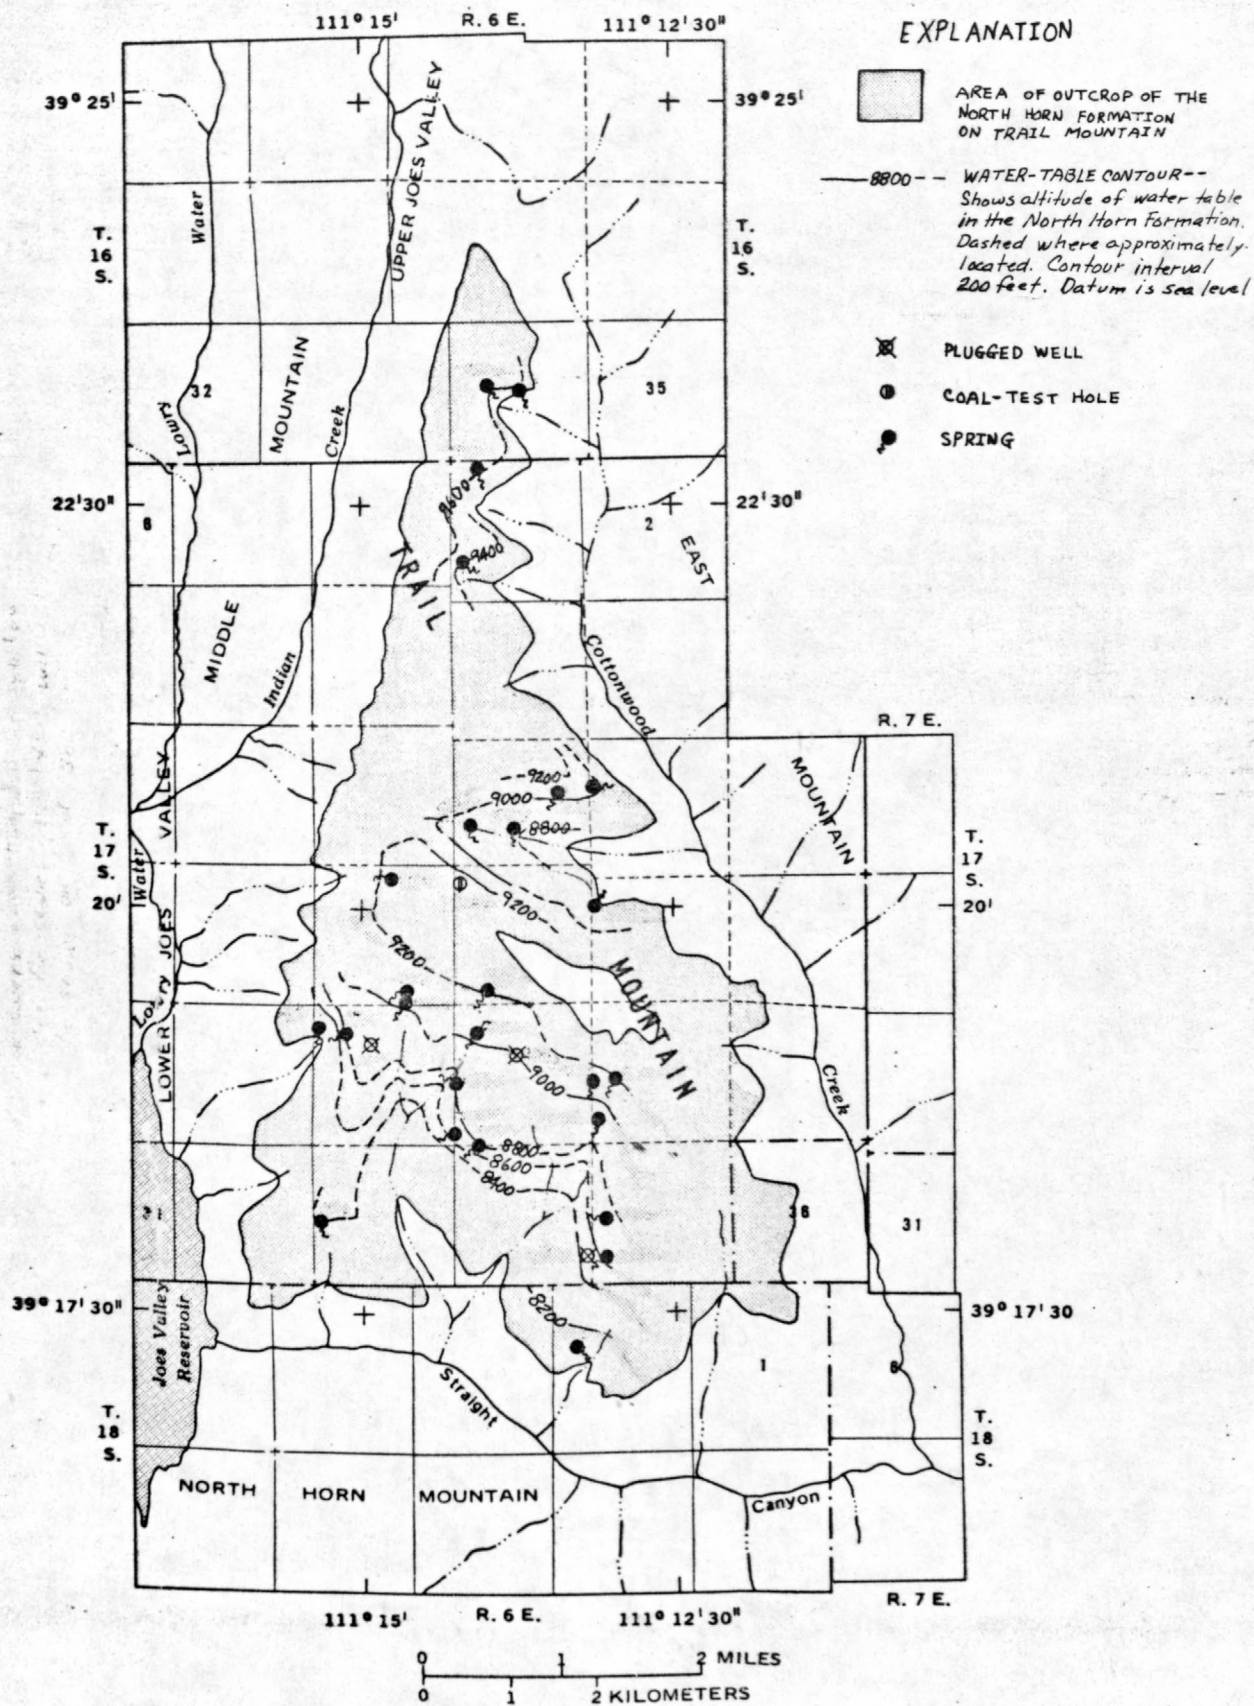 111° 15'
R. 6 E.
111° 12' 30"
EXPLANATION
39° 25'
39° 25'
AREA OF OUTCROP OF THE
NORTH HORN FORMATION
ON TRAIL MOUNTAIN
8800
WATER-TABLE CONTOUR--
Shows altitude of water table
in the North Horn Formation.
Dashed where approximately
located. Contour interval
200 feet. Datum is sea level
PLUGGED WELL
COAL-TEST HOLE
SPRING
UPPER JOES VALLEY
Water
T.
16
S.
T.
16
S.
32
Lowry
MOUNTAIN
Creek
35
22'30"
22'30"
6
9600
2
9400
TRAIL
EAST
MIDDLE
Indian
Cottonwood
R. 7 E.
MOUNTAIN
9200
9000
8800
T.
17
S.
T.
17
S.
20'
20'
Water
LOWER JOES VALLEY
Lowry
9200
9200
MOUNTAIN
9000
Creek
8800
8600
8400
36
31
39° 17'30"
39° 17'30
Joes Valley
Reservoir
8200
1
6
Straight
T.
18
S.
T.
18
S.
NORTH HORN MOUNTAIN
Canyon
111° 15'
R. 6 E.
111° 12' 30"
R. 7 E.
0 1 2 MILES
0 1 2 KILOMETERS